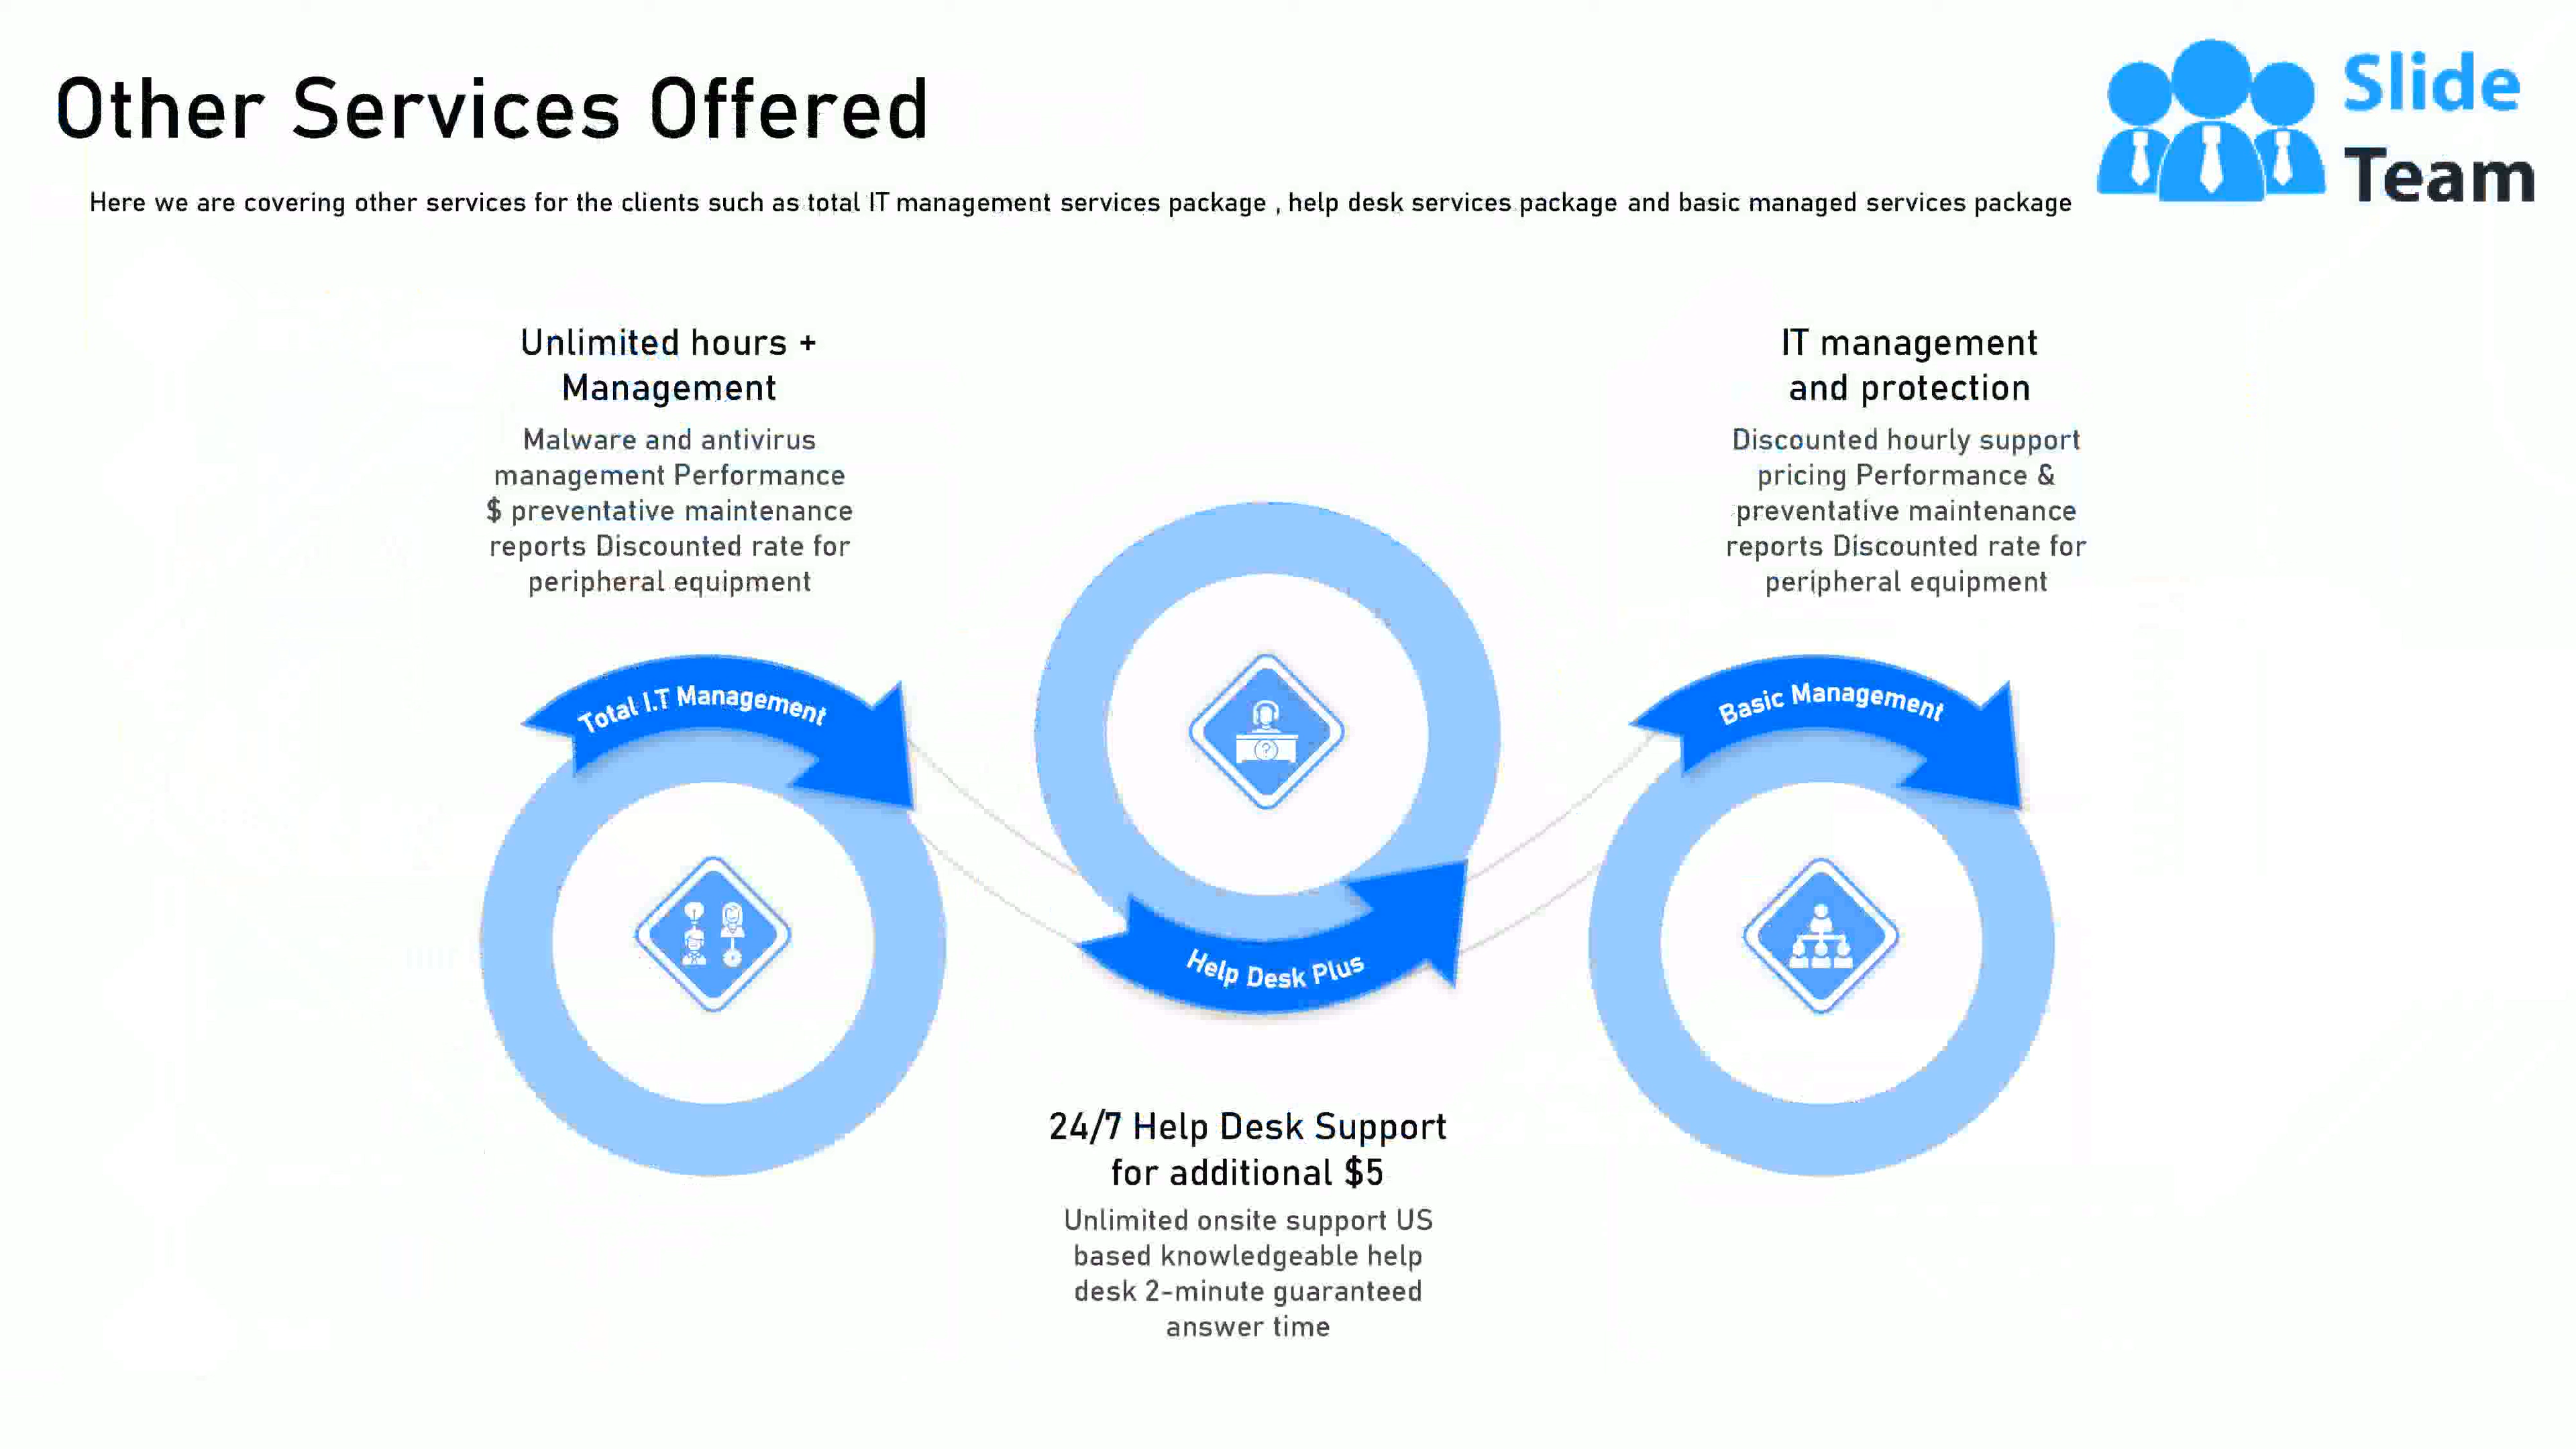 Other Services Offered
Slide
Team
Here we are covering other services for the clients such as total IT management services package , help desk services package and basic managed services package
Unlimited hours +
Management
Malware and antivirus
management Performance
$ preventative maintenance
reports Discounted rate for
peripheral equipment
Total I.T Management
Help Desk Plus
24/7 Help Desk Support
for additional $5
Unlimited onsite support US
based knowledgeable help
desk 2-minute guaranteed
answer time
IT management
and protection
Discounted hourly support
pricing Performance &
preventative maintenance
reports Discounted rate for
peripheral equipment
Basic Management